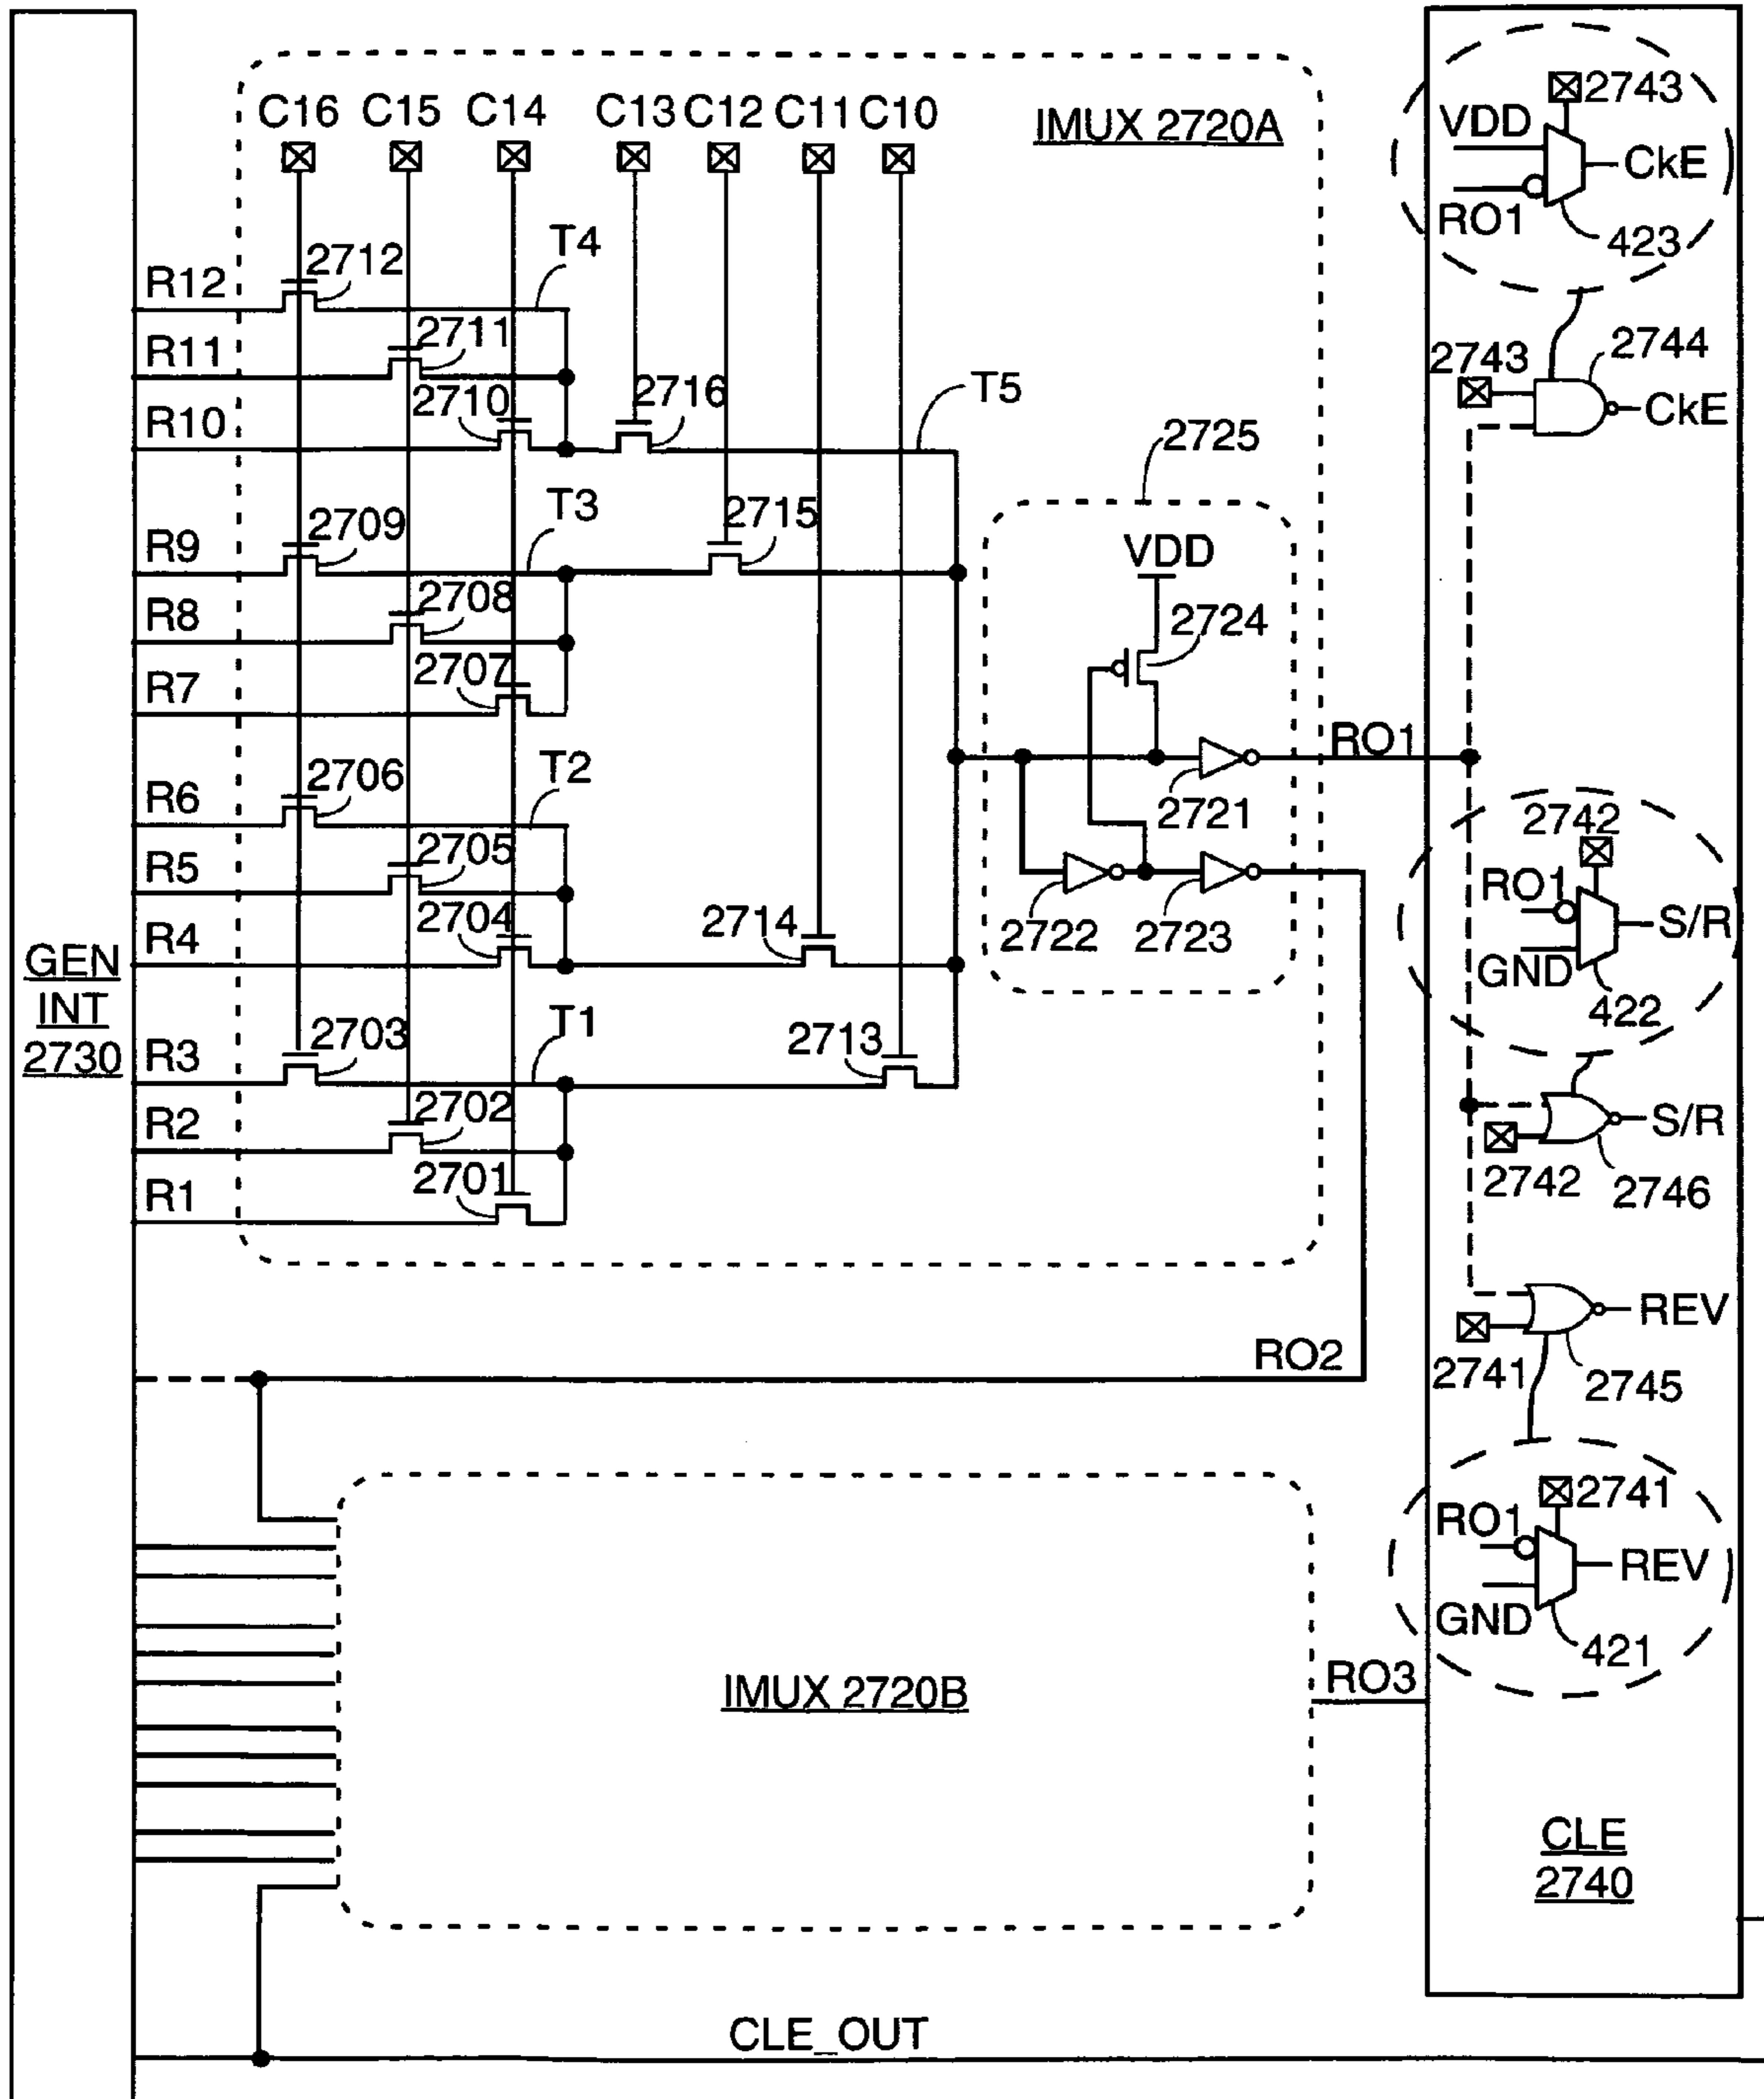 C16 C15 C14 C13 C12 C11 C10
IMUX 2720A
2743
VDD
CkE
RO1
423
2712
T4
R12
2711
R11
2710
R10
2716
T5
2743
2744
CkE
2725
2709
T3
R9
2715
VDD
2708
R8
2724
2707
R7
RO1
2706
T2
R6
2721
2742
2705
R5
RO1
S/R
2704
R4
2714
2722
2723
GND
422
GEN
INT
2730
2703
T1
R3
2713
2702
R2
S/R
2701
R1
2742
2746
REV
RO2
2741
2745
2741
RO1
REV
GND
421
IMUX 2720B
RO3
CLE
2740
CLE_OUT